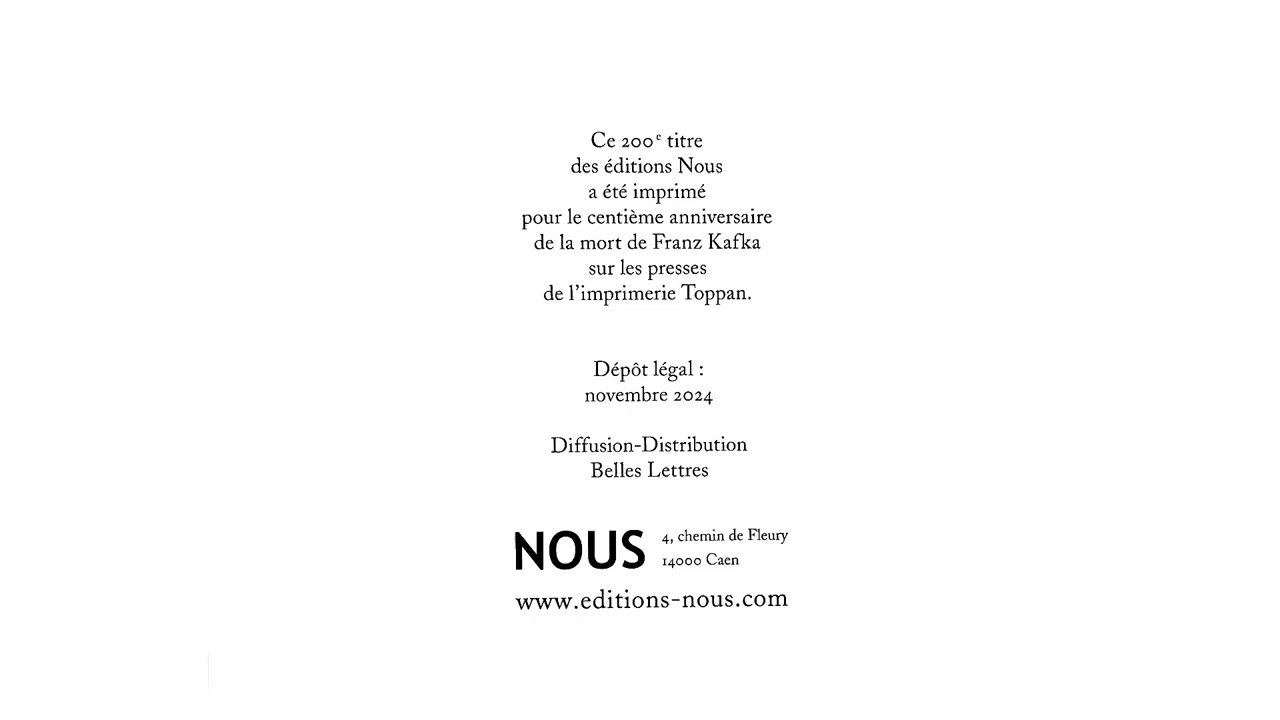 Ce 200e titre
des éditions Nous
a été imprimé
pour le centième anniversaire
de la mort de Franz Kafka
sur les presses
de l’imprimerie Toppan.
Dépôt légal :
novembre 2024
Diffusion-Distribution
Belles Lettres
NOUS
4, chemin de Fleury
14000 Caen
www.editions-nous.com